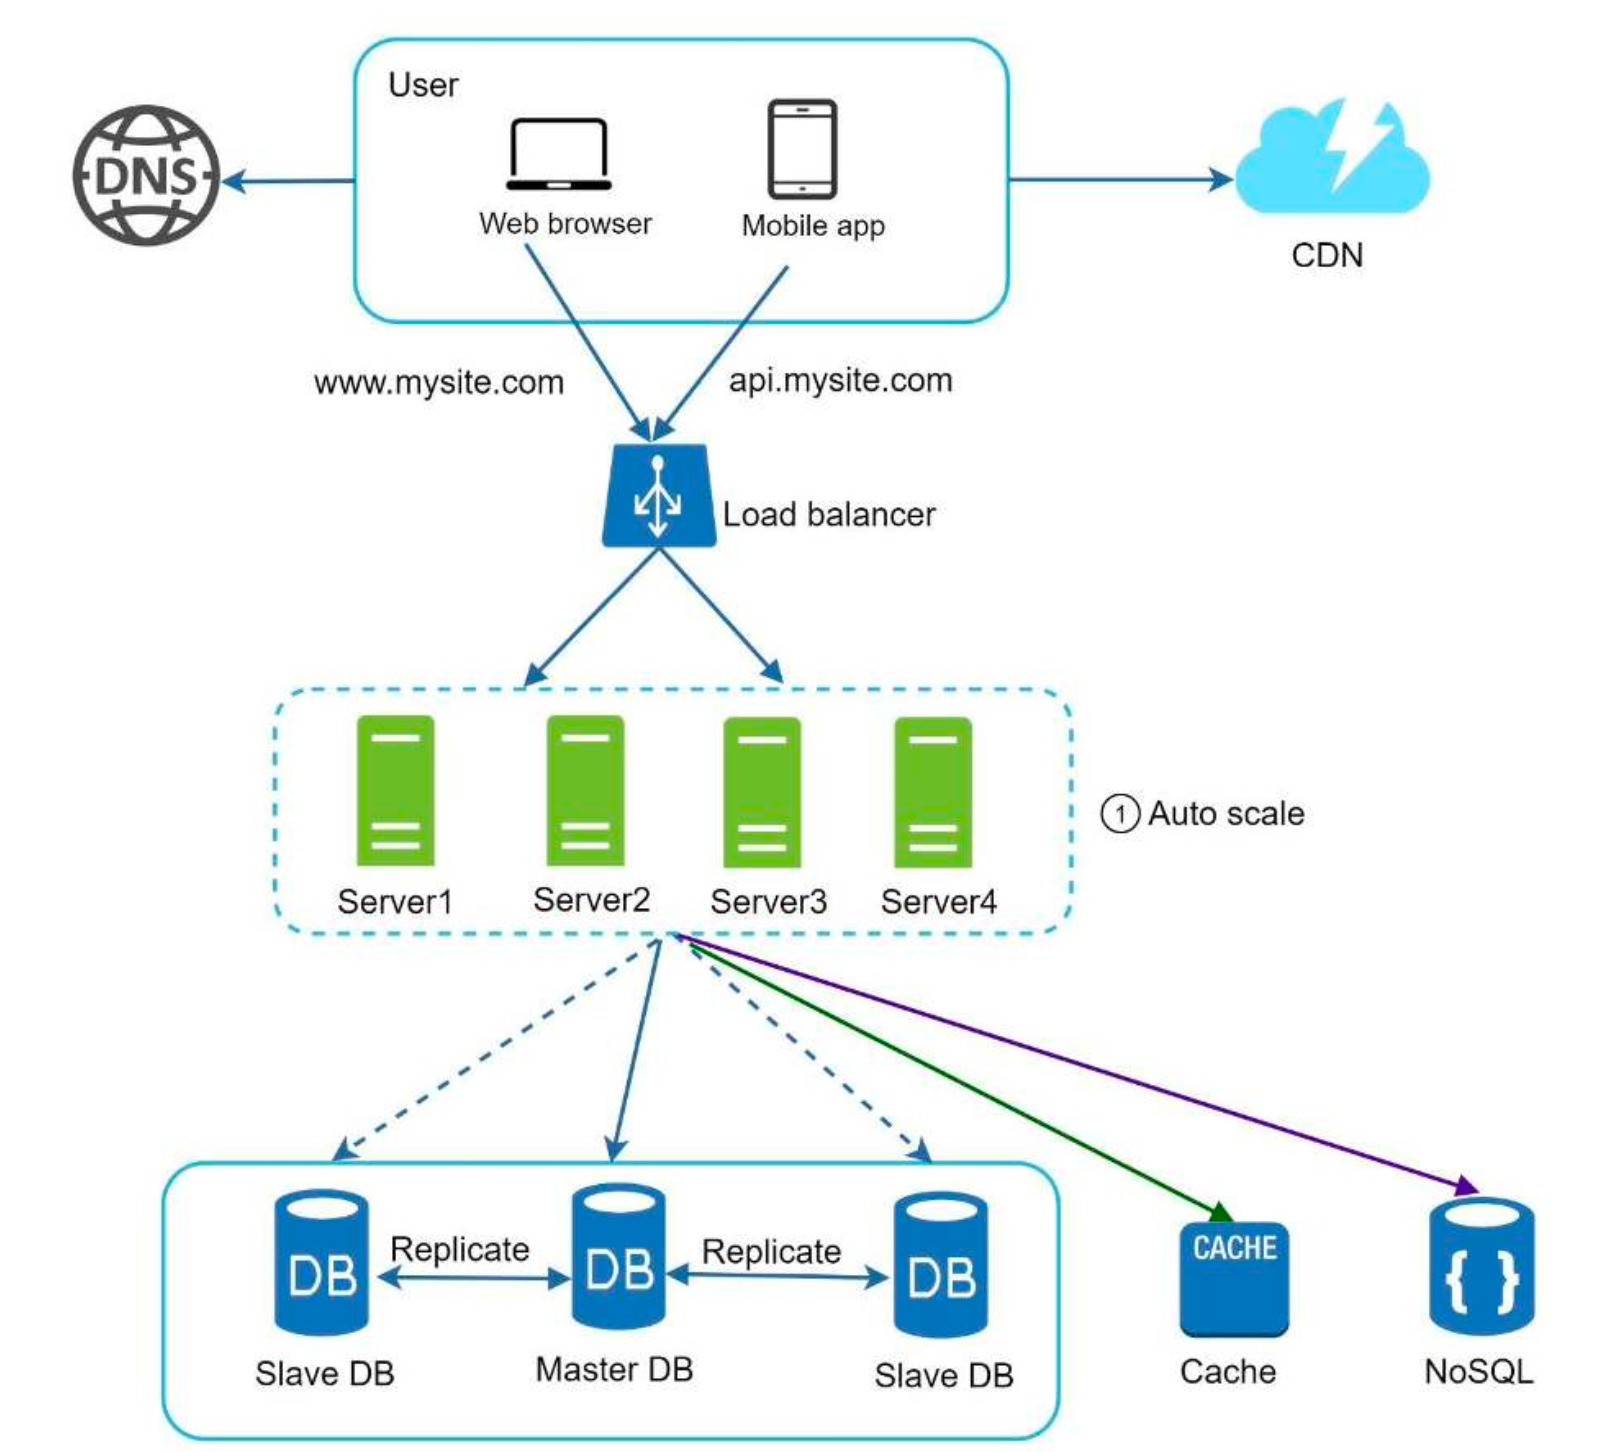 User
DNS
Web browser
Mobile app
CDN
www.mysite.com
api.mysite.com
Load balancer
1 Auto scale
Server1
Server2
Server3
Server4
Replicate
Replicate
DB
DB
DB
CACHE
{ }
Slave DB
Master DB
Slave DB
Cache
NoSQL